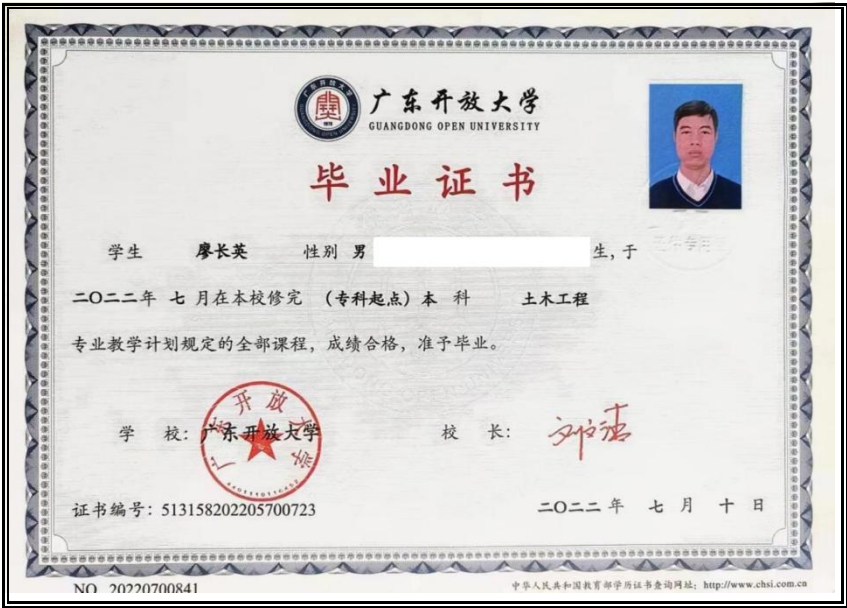 广东开放大学
GUANGDONG OPEN UNIVERSITY
毕业证书
学生 廖长英 性别 男 生，于
二〇二二年 七 月在本校修完 （专科起点）本 科 土木工程
专业教学计划规定的全部课程，成绩合格，准予毕业。
学 校：广东开放大学 校 长：
广东开放大学
证书编号：513158202205700723 二〇二二 年 七 月 十 日
NO 20220700841 中华人民共和国教育部学历证书查询网址：http://www.chsi.com.cn